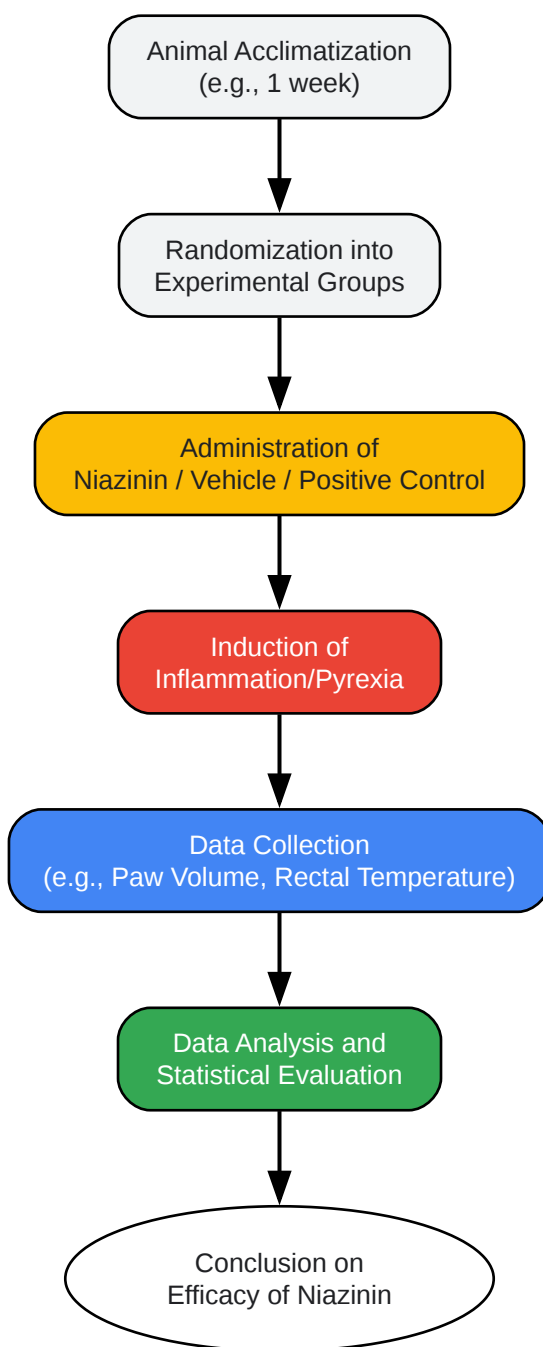 Animal Acclimatization
(e.g., 1 week)
Randomization into
Experimental Groups
Administration of
Niazinin / Vehicle / Positive Control
Induction of
Inflammation/Pyrexia
Data Collection
(e.g., Paw Volume, Rectal Temperature)
Data Analysis and
Statistical Evaluation
Conclusion on
Efficacy of Niazinin